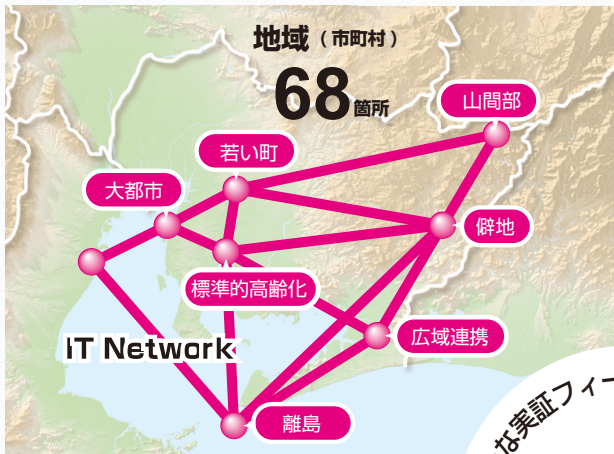 地域（市町村）
68箇所
山間部
若い町
大都市
僻地
標準的高齢化
広域連携
IT Network
離島
な実証フィー